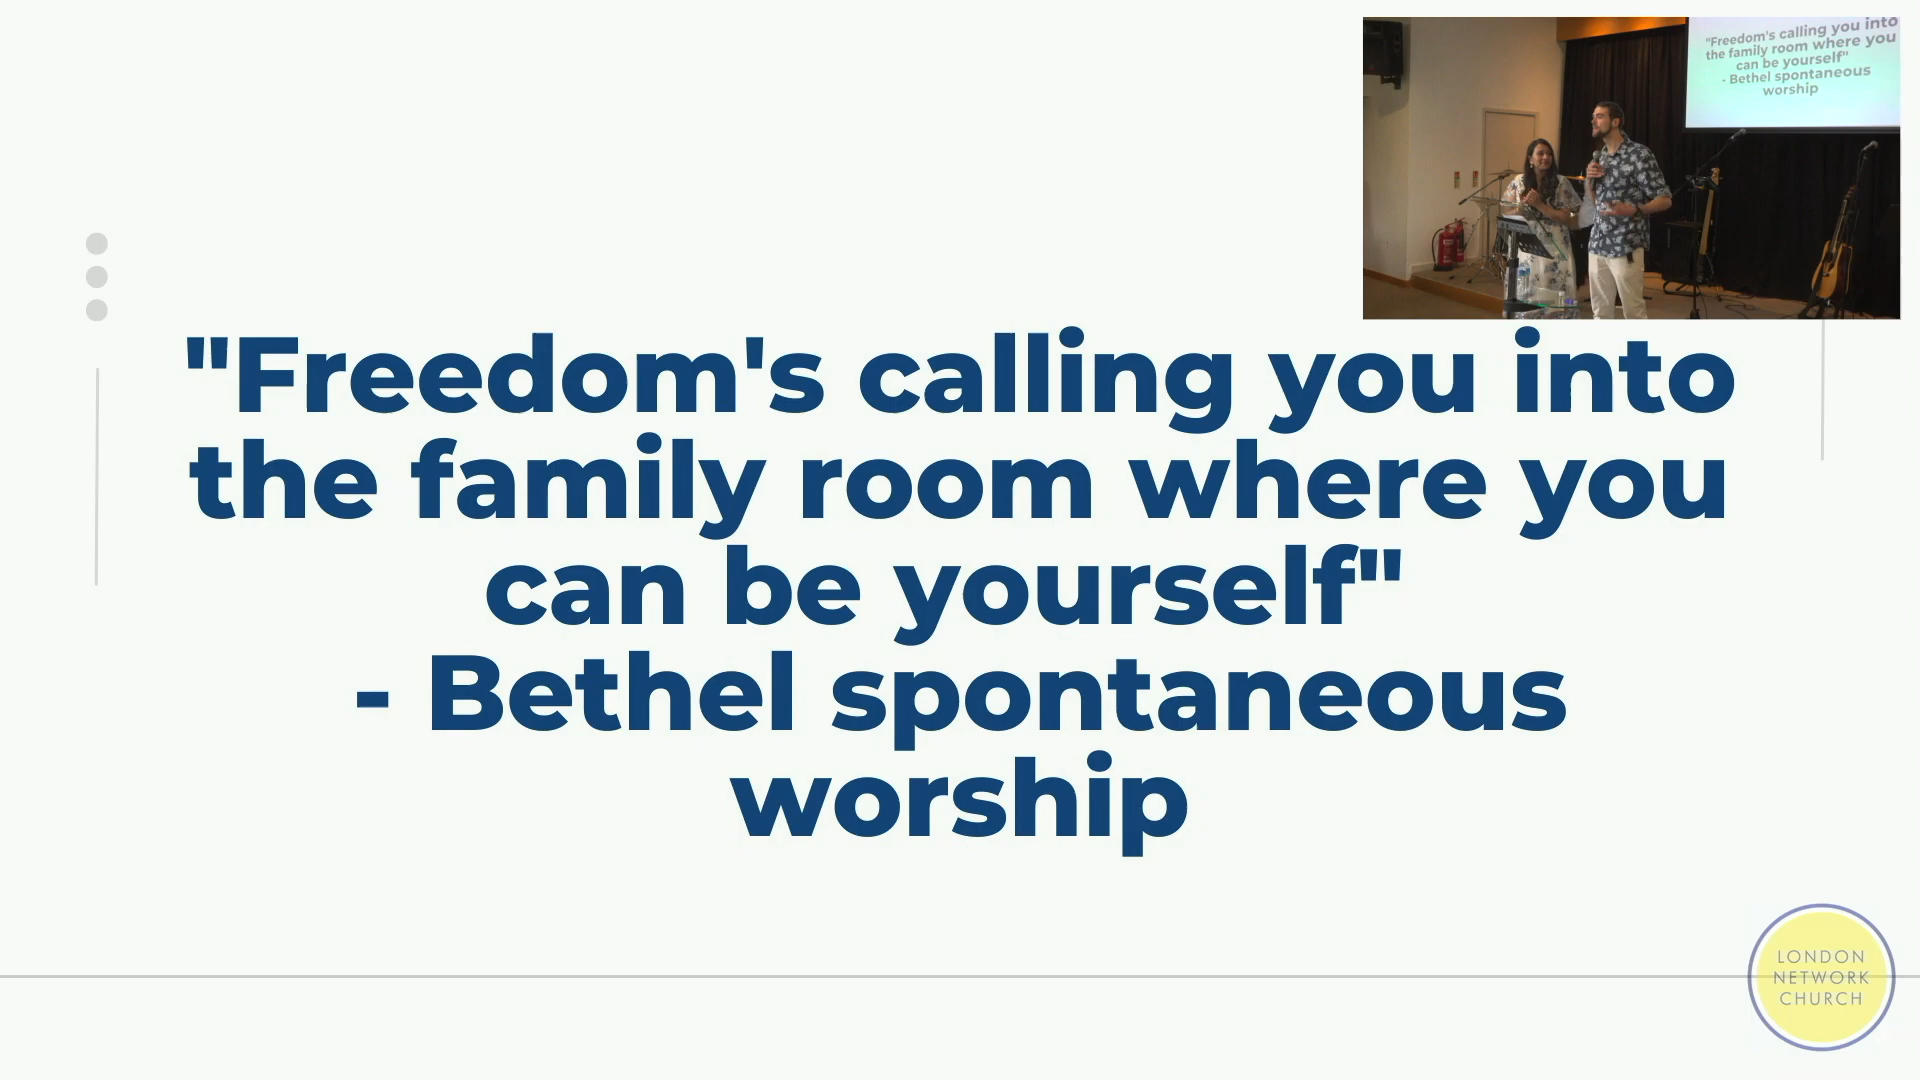 "Freedom's calling you into
the family room where you
can be yourself"
- Bethel spontaneous
worship
"Freedom's calling you into
the family room where you
can be yourself"
- Bethel spontaneous
worship
LONDON
NETWORK
CHURCH